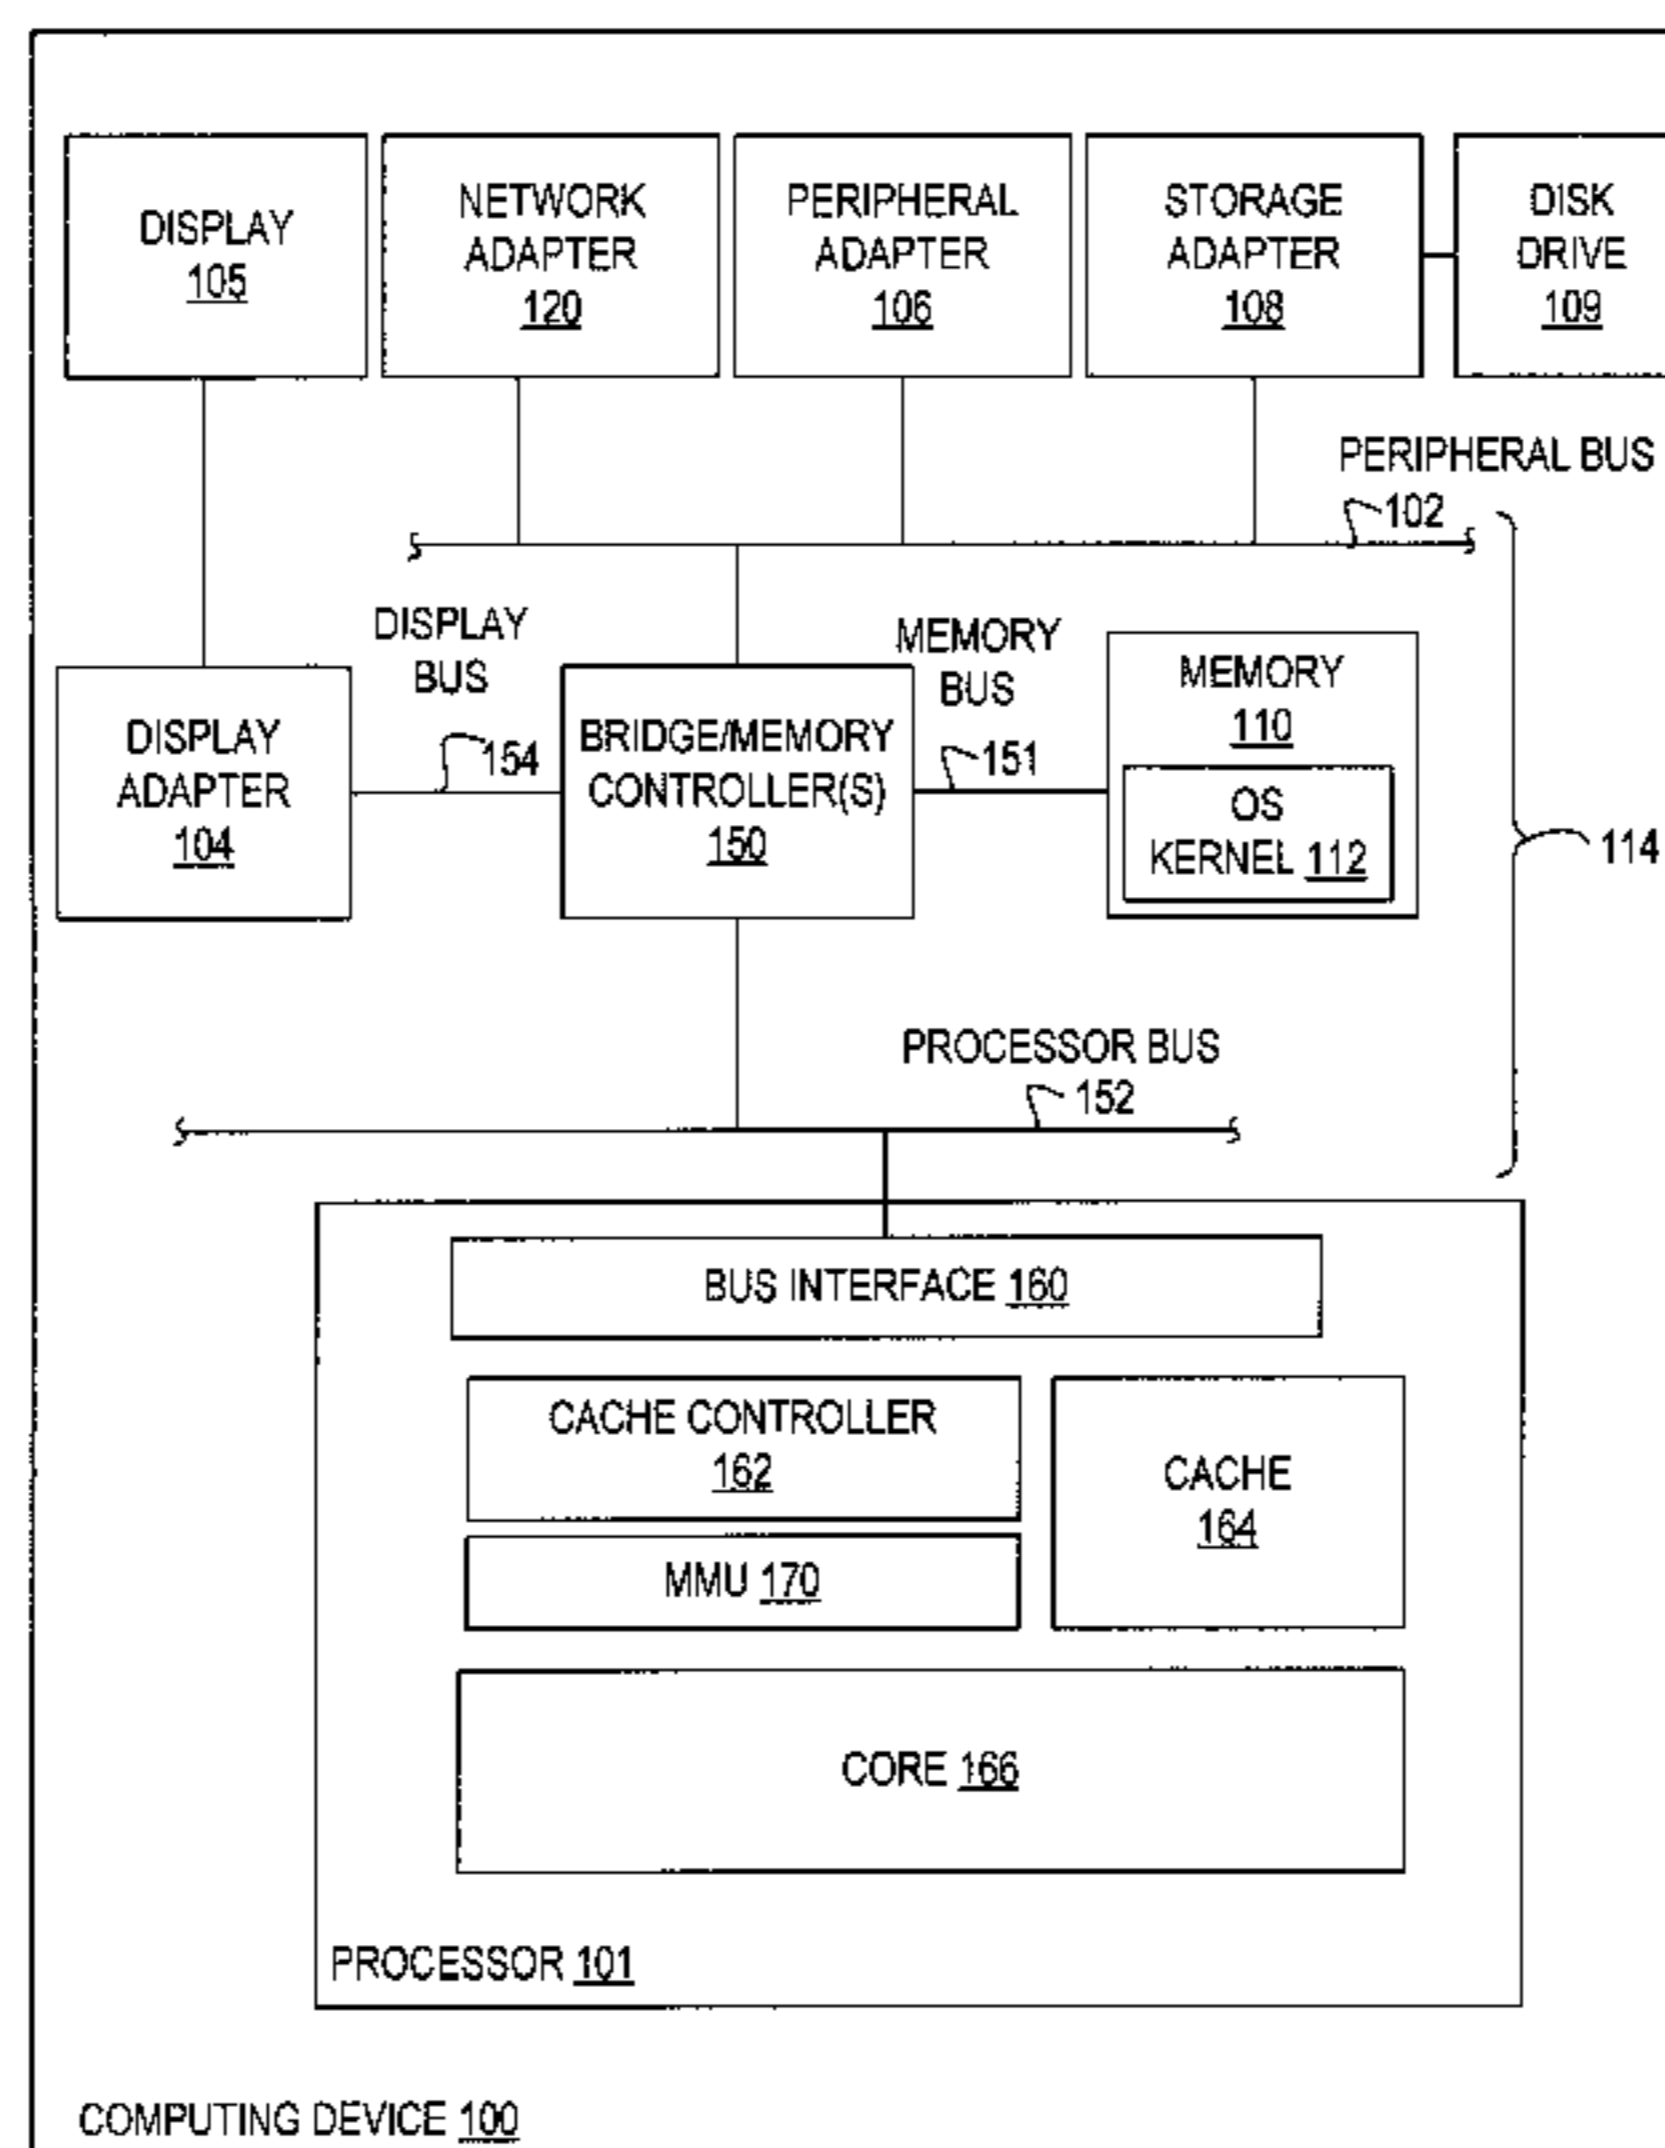 DISPLAY
105
NETWORK
ADAPTER
120
PERIPHERAL
ADAPTER
106
STORAGE
ADAPTER
108
DISK
DRIVE
109
PERIPHERAL BUS
102
DISPLAY
BUS
154
MEMORY
BUS
151
DISPLAY
ADAPTER
104
BRIDGE/MEMORY
CONTROLLER(S)
150
MEMORY
110
OS
KERNEL 112
114
PROCESSOR BUS
152
BUS INTERFACE 160
CACHE CONTROLLER
162
CACHE
164
MMU 170
CORE 166
PROCESSOR 101
COMPUTING DEVICE 100